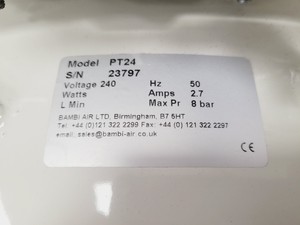 Model PT24
S/N 23797
Voltage 240 Hz 50
Watts Amps 2.7
L Min Max Pr 8 bar
BAMBI AIR LTD, Birmingham, B7 5HT
Tel: +44 (0)121 322 2299 Fax: +44 (0)121 322 2297
email: sales@bambi-air.co.uk